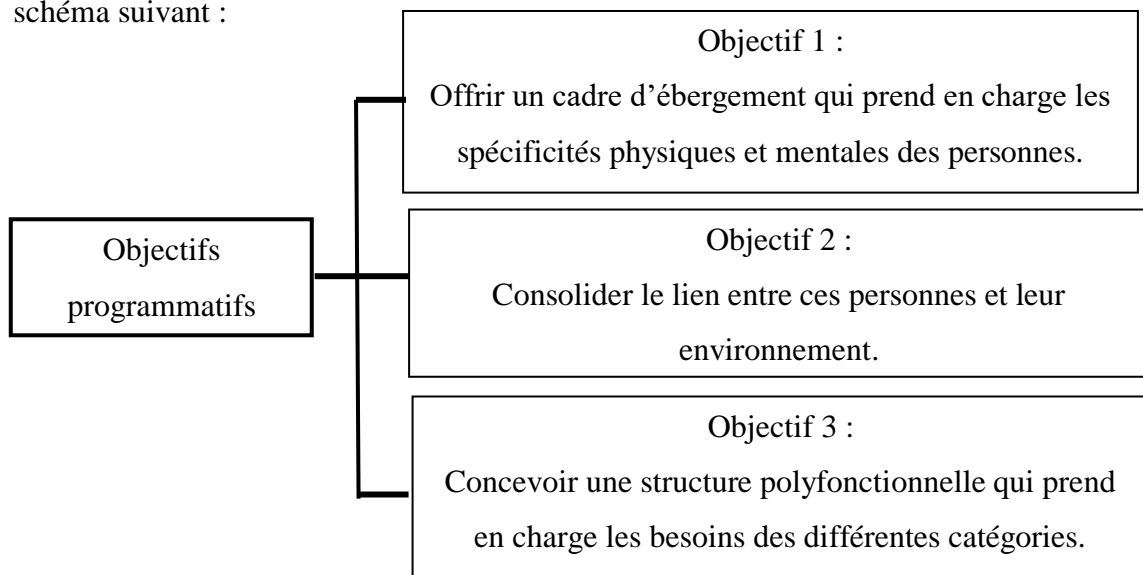 schéma suivant :
Objectif 1 :
Offrir un cadre d’ébergement qui prend en charge les
spécificités physiques et mentales des personnes.
Objectifs
programmatifs
Objectif 2 :
Consolider le lien entre ces personnes et leur
environnement.
Objectif 3 :
Concevoir une structure polyfonctionnelle qui prend
en charge les besoins des différentes catégories.